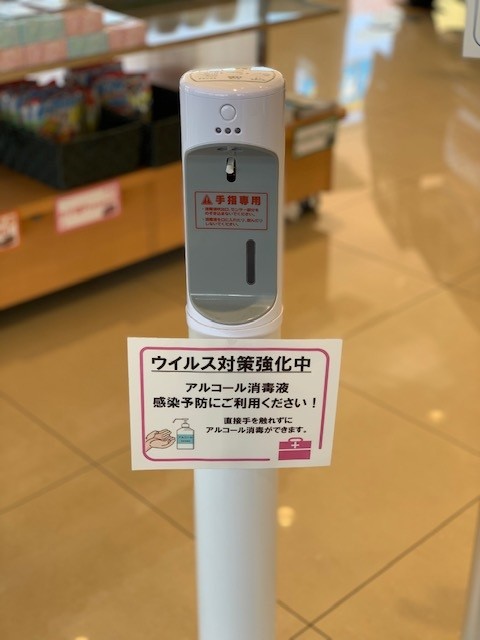 手指専用
ウイルス対策強化中
アルコール消毒液
感染予防にご利用ください！
直接手を触れずに
アルコール消毒ができます。